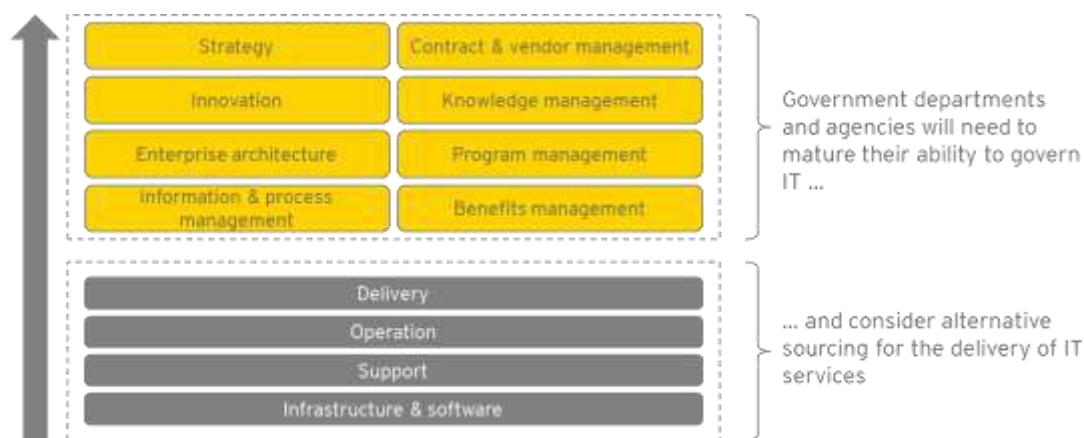 Strategy
Contract & vendor management
Innovation
Knowledge management
Enterprise architecture
Program management
Information & process
management
Benefits management
Government departments
and agencies will need to
mature their ability to govern
IT ...
Delivery
Operation
Support
Infrastructure & software
... and consider alternative
sourcing for the delivery of IT
services